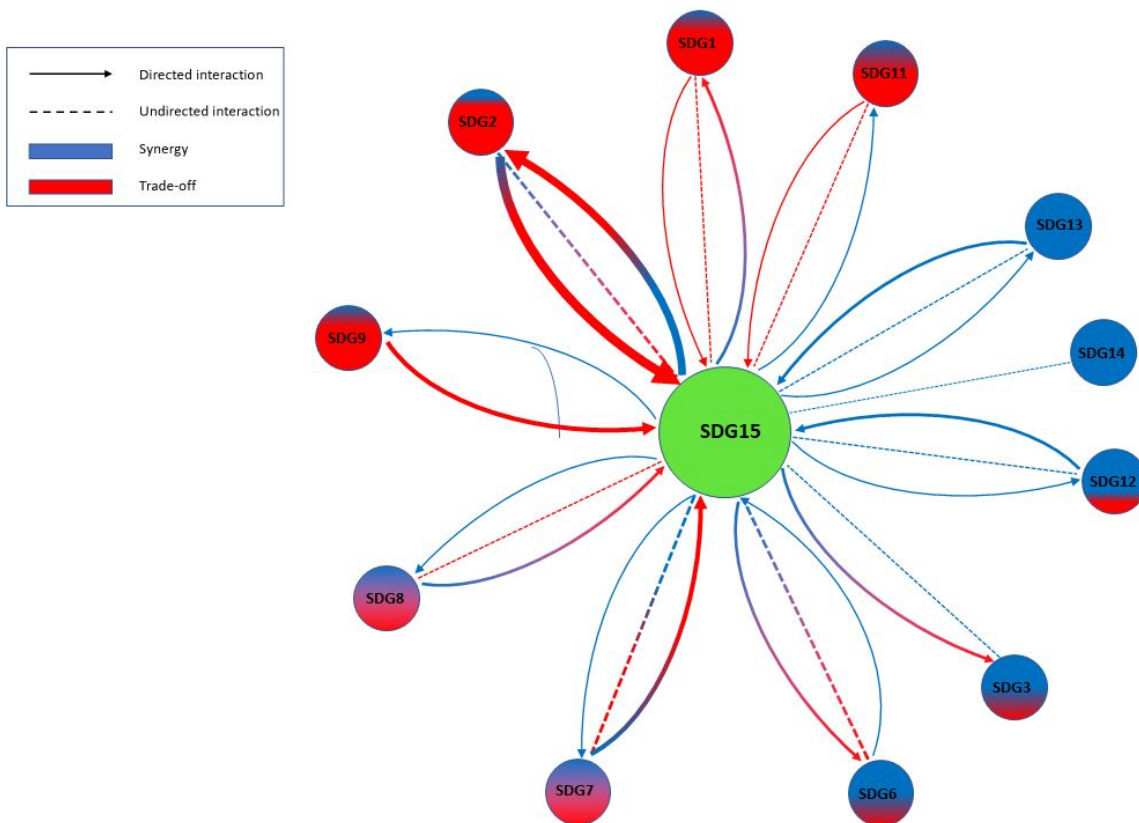 Directed interaction
Undirected interaction
Synergy
Trade-off
SDG1
SDG11
SDG2
SDG13
SDG9
SDG14
SDG15
SDG12
SDG8
SDG3
SDG7
SDG6